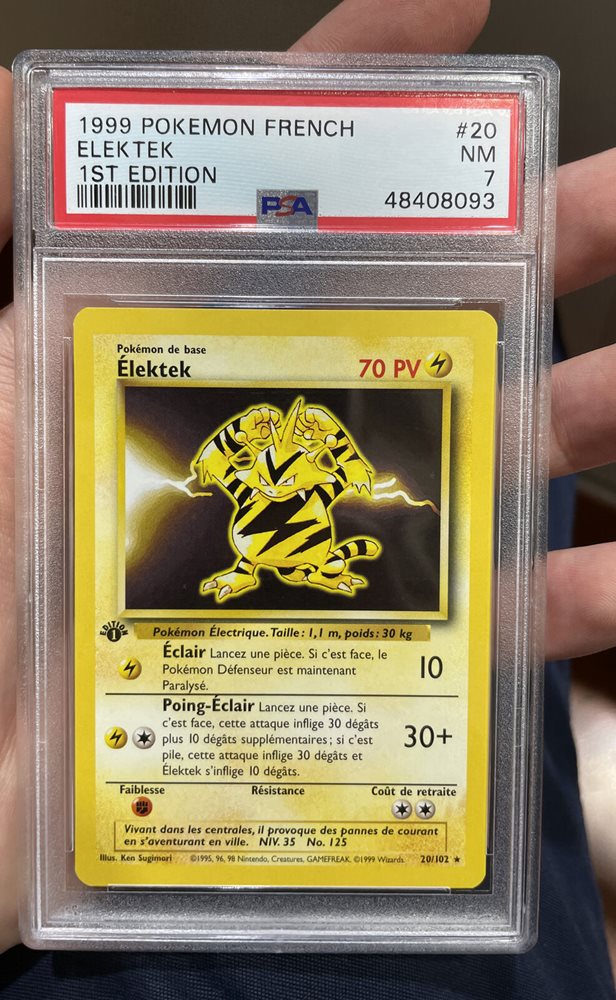 1999 POKEMON FRENCH #20
ELEKTEK NM
1ST EDITION 7
PSA 48408093
Pokémon de base
Élektek 70 PV
EDITION 1
Pokémon Électrique. Taille: 1,1 m, poids: 30 kg
Éclair Lancez une pièce. Si c'est face, le
Pokémon Défenseur est maintenant
Paralysé.
10
Poing-Éclair Lancez une pièce. Si
c'est face, cette attaque inflige 30 dégâts
plus 10 dégâts supplémentaires; si c'est
pile, cette attaque inflige 30 dégâts et
Élektek s'inflige 10 dégâts.
30+
Faiblesse Résistance Coût de retraite
Vivant dans les centrales, il provoque des pannes de courant
en s'aventurant en ville. NIV. 35 No. 125
Illus. Ken Sugimori ©1995, 96, 98 Nintendo, Creatures, GAMEFREAK. ©1999 Wizards. 20/102 ★